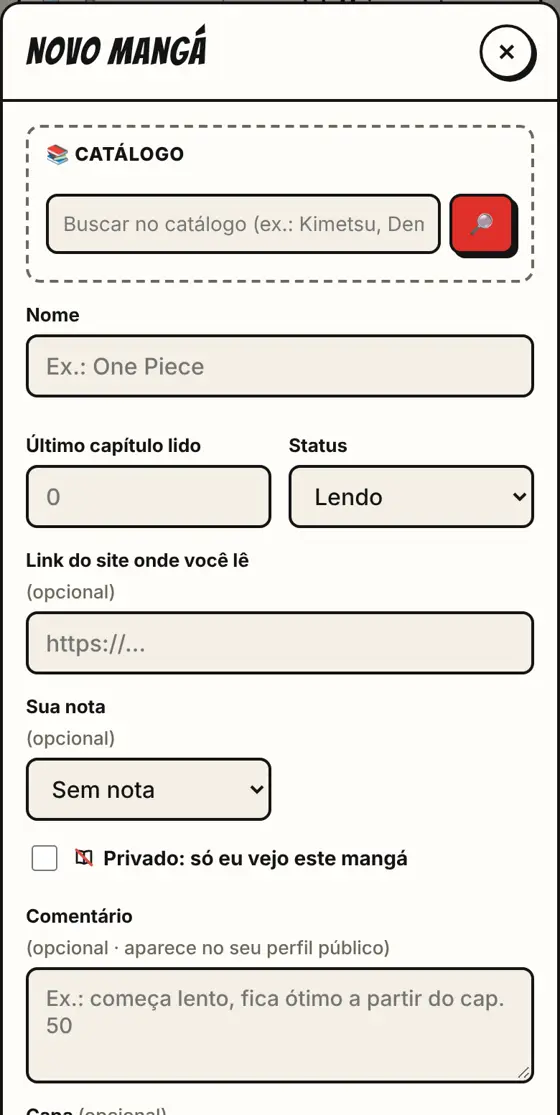 NOVO MANGÁ
📚 CATÁLOGO
Buscar no catálogo (ex.: Kimetsu, Den
Nome
Ex.: One Piece
Último capítulo lido
Status
0
Lendo
Link do site onde você lê
(opcional)
https://...
Sua nota
(opcional)
Sem nota
Privado: só eu vejo este mangá
Comentário
(opcional · aparece no seu perfil público)
Ex.: começa lento, fica ótimo a partir do cap.
50
Capa (opcional)